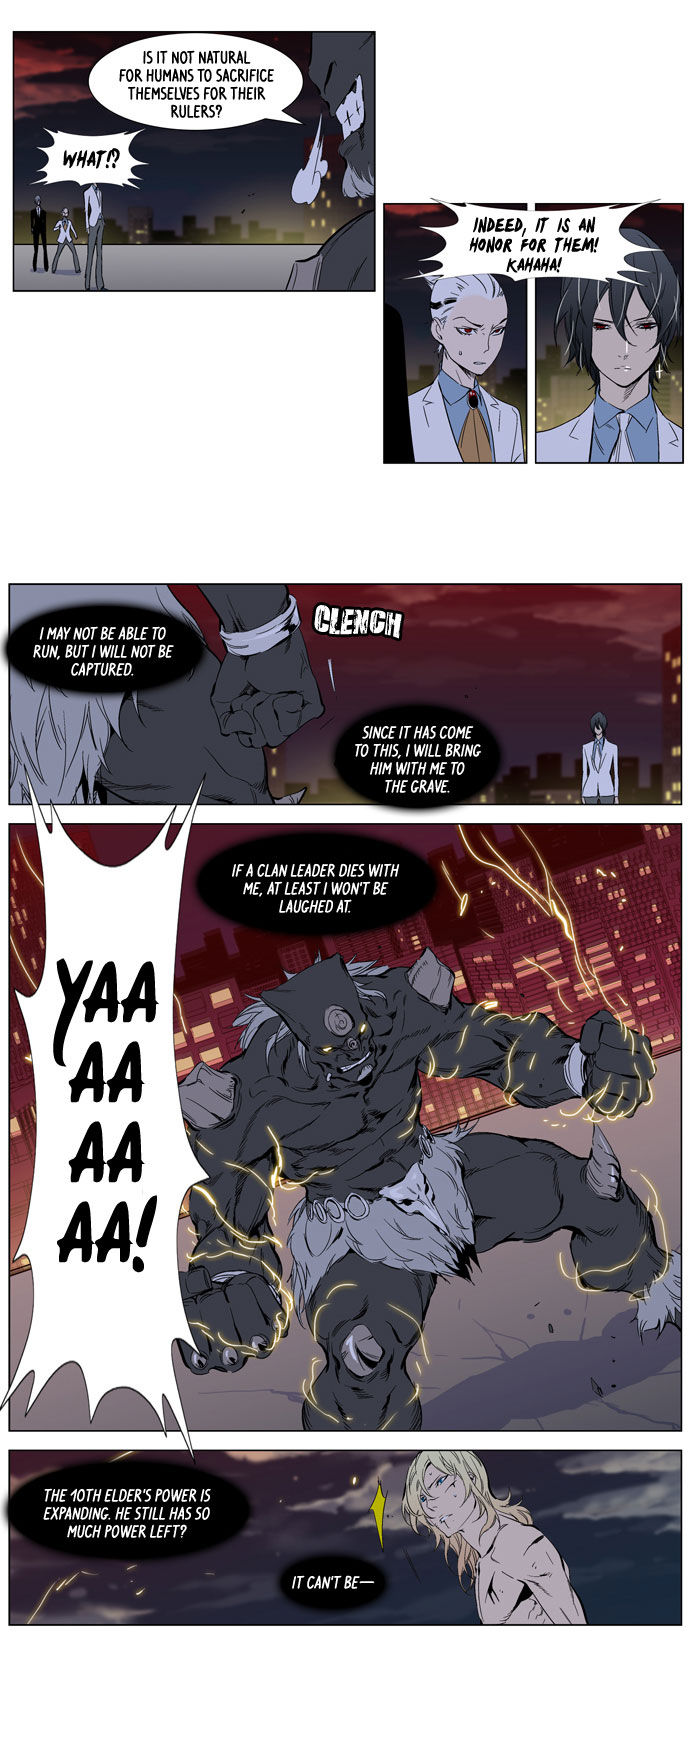 IS IT NOT NATURAL
FOR HUMANS TO SACRIFICE
THEMSELVES FOR THEIR
RULERS?
WHAT!?
INDEED, IT IS AN
HONOR FOR THEM!
KAHAHA!
CLENCH
I MAY NOT BE ABLE TO
RUN, BUT I WILL NOT BE
CAPTURED.
SINCE IT HAS COME
TO THIS, I WILL BRING
HIM WITH ME TO
THE GRAVE.
IF A CLAN LEADER DIES WITH
ME, AT LEAST I WON'T BE
LAUGHED AT.
YAA
AA
AA
AA!
THE 10TH ELDER'S POWER IS
EXPANDING. HE STILL HAS SO
MUCH POWER LEFT?
IT CAN'T BE—